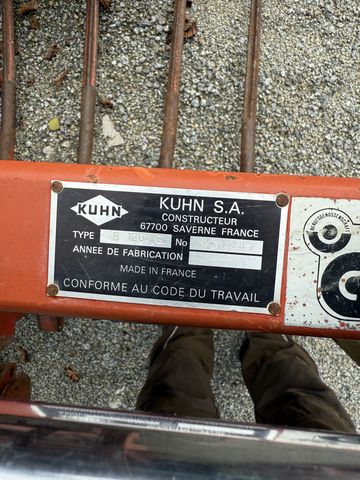 KUHN
KUHN S.A.
CONSTRUCTEUR
67700 SAVERNE FRANCE
TYPE No
ANNEE DE FABRICATION
MADE IN FRANCE
CONFORME AU CODE DU TRAVAIL